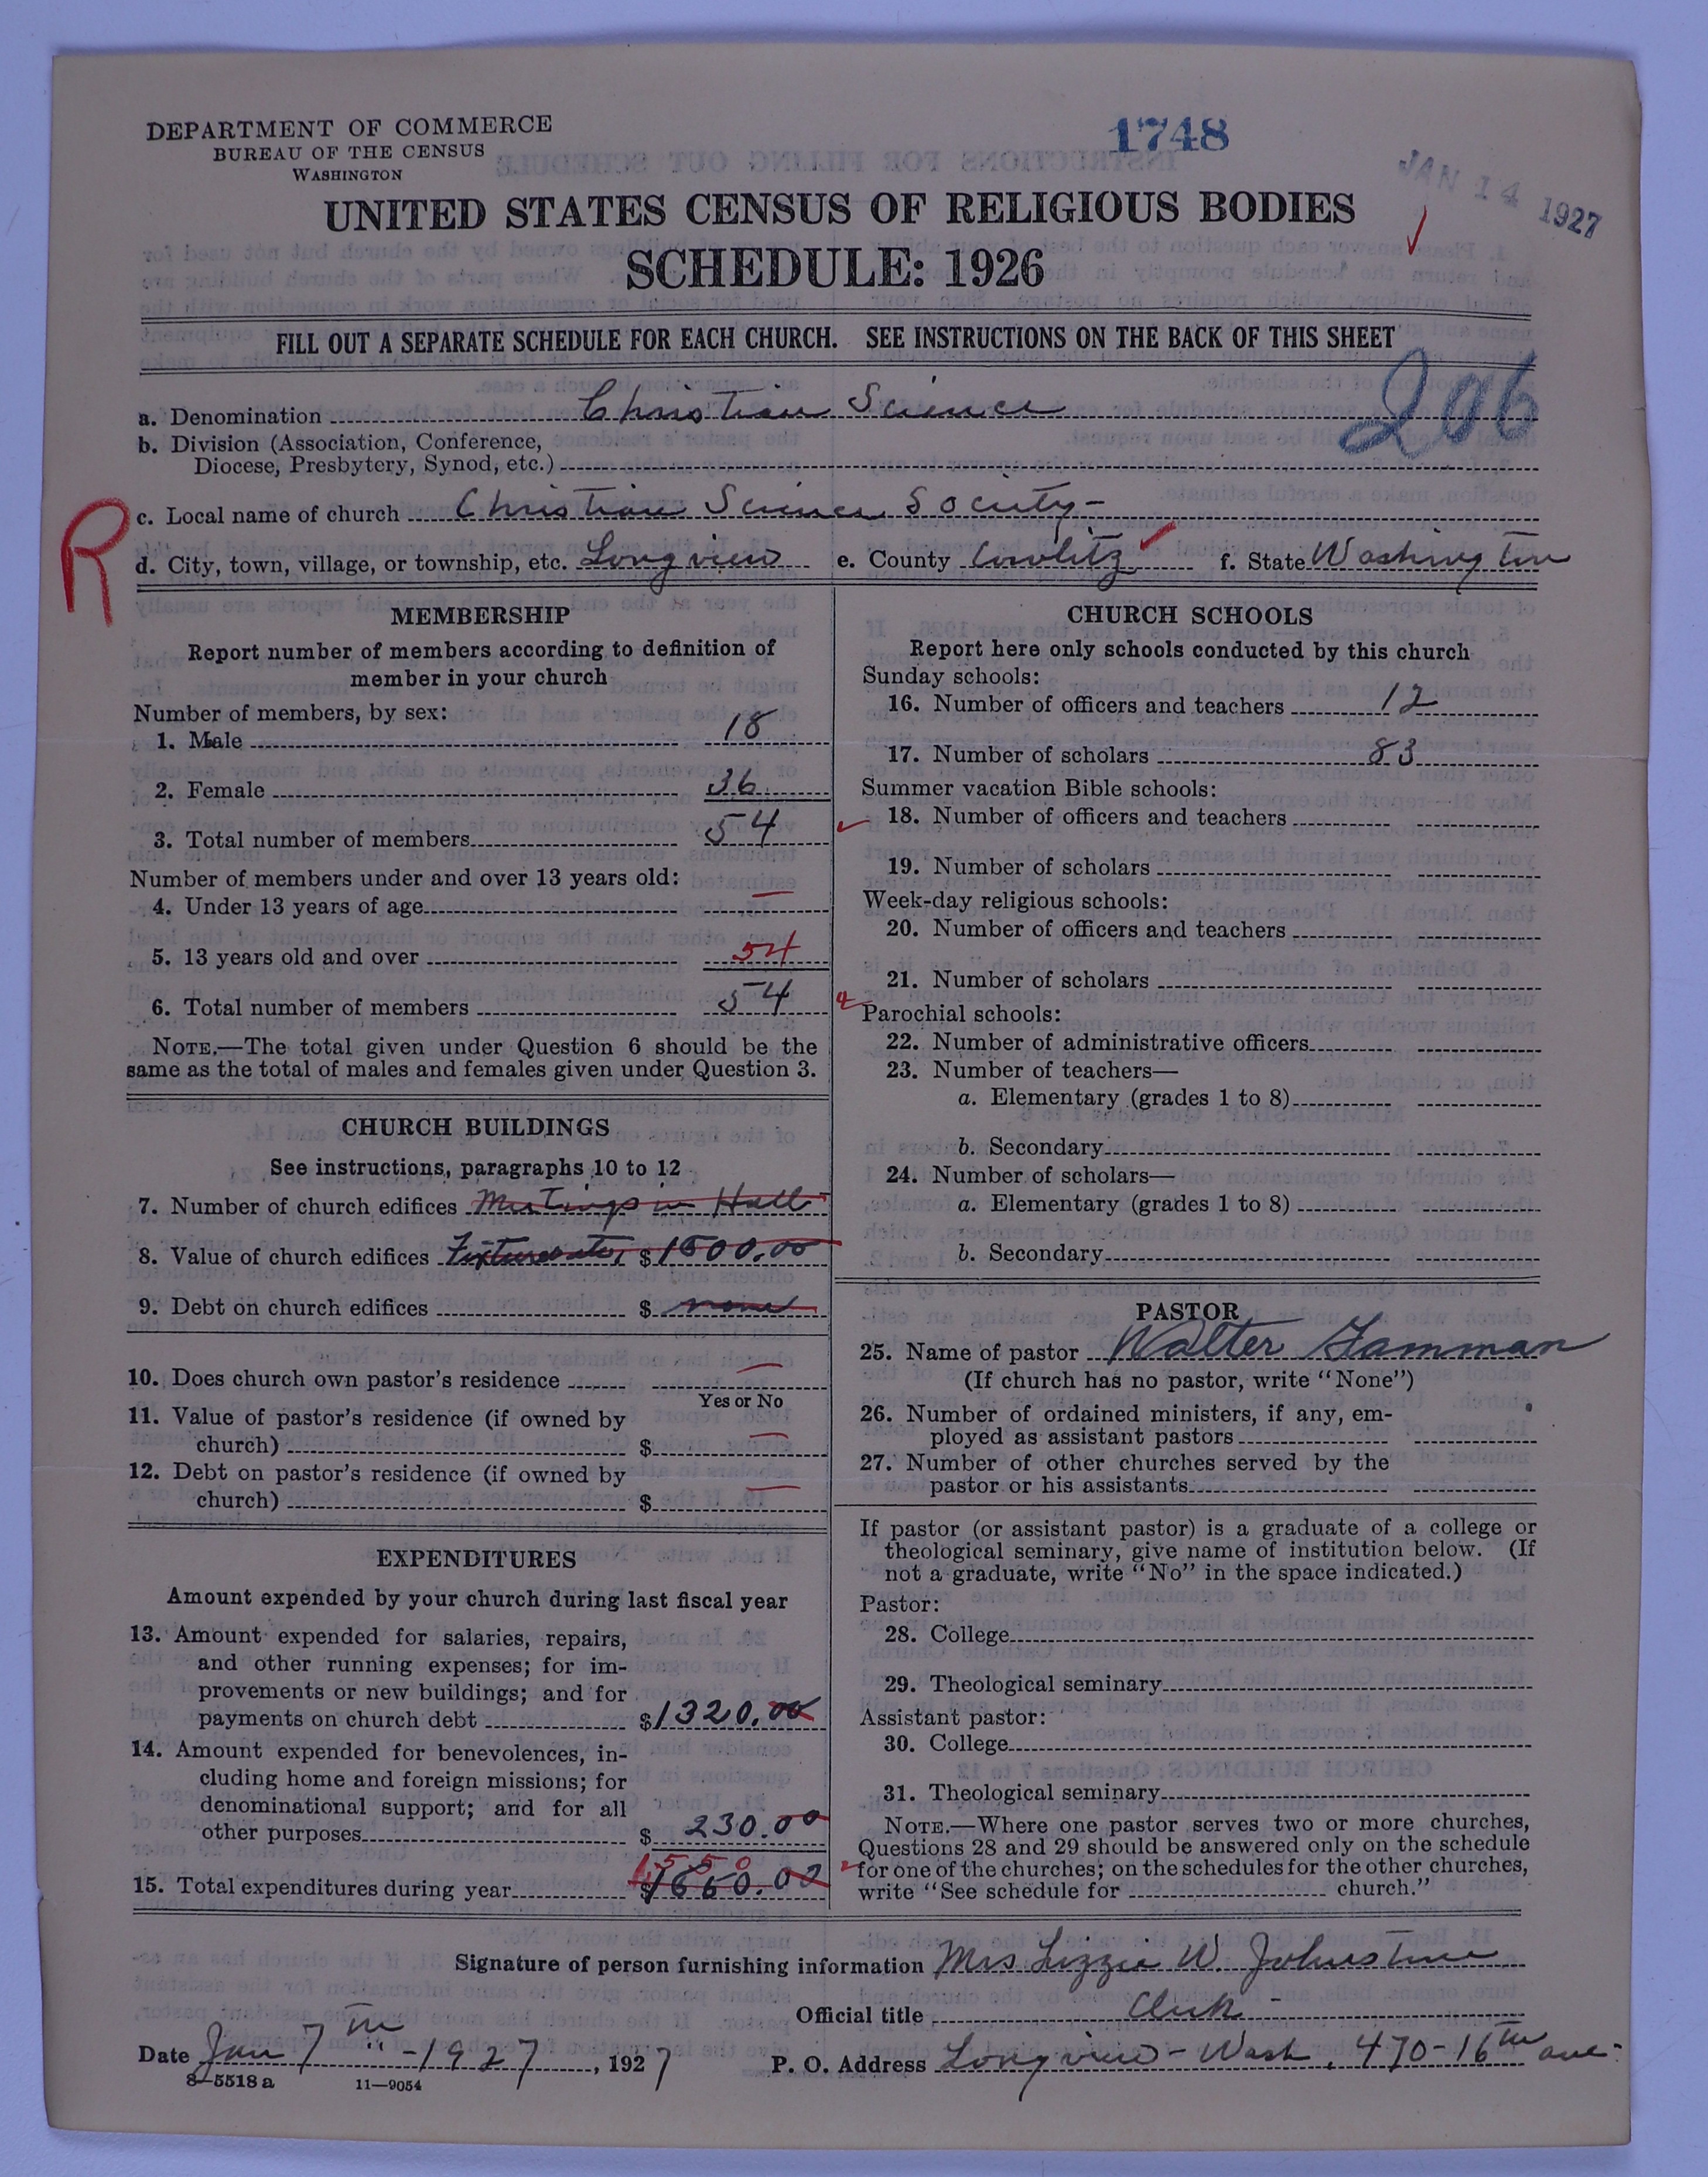 DEPARTMENT OF COMMERCE
BUREAU OF THE CENSUS
WASHINGTON
1748
JAN 14 1927
UNITED STATES CENSUS OF RELIGIOUS BODIES
SCHEDULE: 1926
FILL OUT A SEPARATE SCHEDULE FOR EACH CHURCH. SEE INSTRUCTIONS ON THE BACK OF THIS SHEET
206
a. Denomination Christian Science
b. Division (Association, Conference,
Diocese, Presbytery, Synod, etc.)
R
c. Local name of church Christian Science Society-
d. City, town, village, or township, etc. Longview e. County Cowlitz f. State Washington
MEMBERSHIP
Report number of members according to definition of
member in your church
Number of members, by sex:
1. Male 18
2. Female 36
3. Total number of members 54
Number of members under and over 13 years old:
4. Under 13 years of age —
5. 13 years old and over 54
6. Total number of members 54
NOTE.—The total given under Question 6 should be the
same as the total of males and females given under Question 3.
CHURCH BUILDINGS
See instructions, paragraphs 10 to 12
7. Number of church edifices Meetings in Hall
8. Value of church edifices Fixtures etc, $ 1500.00
9. Debt on church edifices $ none
10. Does church own pastor's residence —
Yes or No
11. Value of pastor's residence (if owned by
church) $ —
12. Debt on pastor's residence (if owned by
church) $ —
EXPENDITURES
Amount expended by your church during last fiscal year
13. Amount expended for salaries, repairs,
and other running expenses; for im-
provements or new buildings; and for
payments on church debt $1320.00
14. Amount expended for benevolences, in-
cluding home and foreign missions; for
denominational support; and for all
other purposes $ 230.00
1550
15. Total expenditures during year $1660.00
CHURCH SCHOOLS
Report here only schools conducted by this church
Sunday schools:
16. Number of officers and teachers 12
17. Number of scholars 83
Summer vacation Bible schools:
18. Number of officers and teachers
19. Number of scholars
Week-day religious schools:
20. Number of officers and teachers
21. Number of scholars
Parochial schools:
22. Number of administrative officers
23. Number of teachers—
a. Elementary (grades 1 to 8)
b. Secondary
24. Number of scholars—
a. Elementary (grades 1 to 8)
b. Secondary
PASTOR
25. Name of pastor Walter Gamman
(If church has no pastor, write "None")
26. Number of ordained ministers, if any, em-
ployed as assistant pastors
27. Number of other churches served by the
pastor or his assistants
If pastor (or assistant pastor) is a graduate of a college or
theological seminary, give name of institution below. (If
not a graduate, write "No" in the space indicated.)
Pastor:
28. College
29. Theological seminary
Assistant pastor:
30. College
31. Theological seminary
NOTE.—Where one pastor serves two or more churches,
Questions 28 and 29 should be answered only on the schedule
for one of the churches; on the schedules for the other churches,
write "See schedule for church."
Signature of person furnishing information Mrs Lizzie W. Johnstone
Official title Clerk-
Date Jan 7th -1927, 1927 P. O. Address Longview - Wash, 470-16th ave-
8—5518 a 11—9054